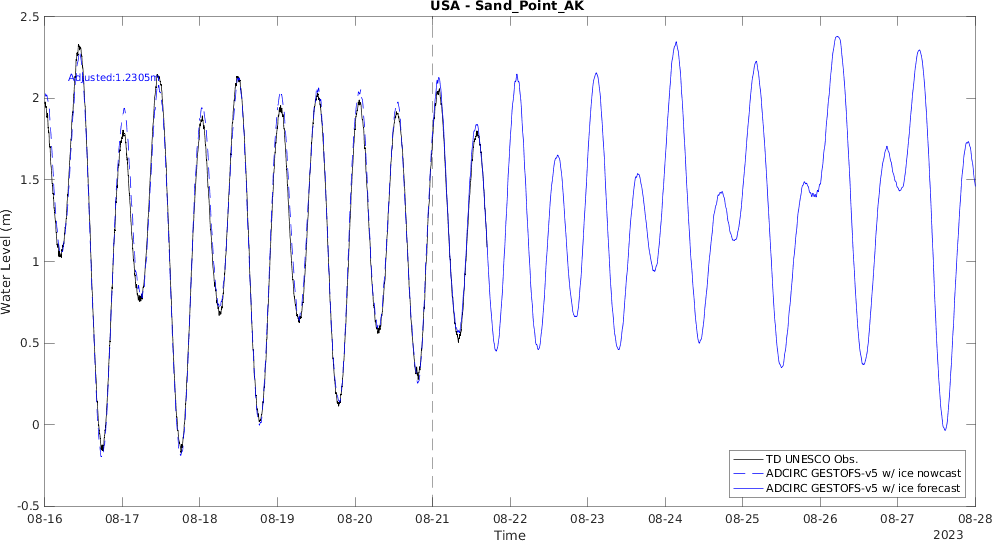 USA - Sand_Point_AK
Adjusted:1.2305m
2.5
2
1.5
1
0.5
0
-0.5
Water Level (m)
TD UNESCO Obs.
ADCIRC GESTOFS-v5 w/ ice nowcast
ADCIRC GESTOFS-v5 w/ ice forecast
08-16 08-17 08-18 08-19 08-20 08-21 08-22 08-23 08-24 08-25 08-26 08-27 08-28
Time
2023